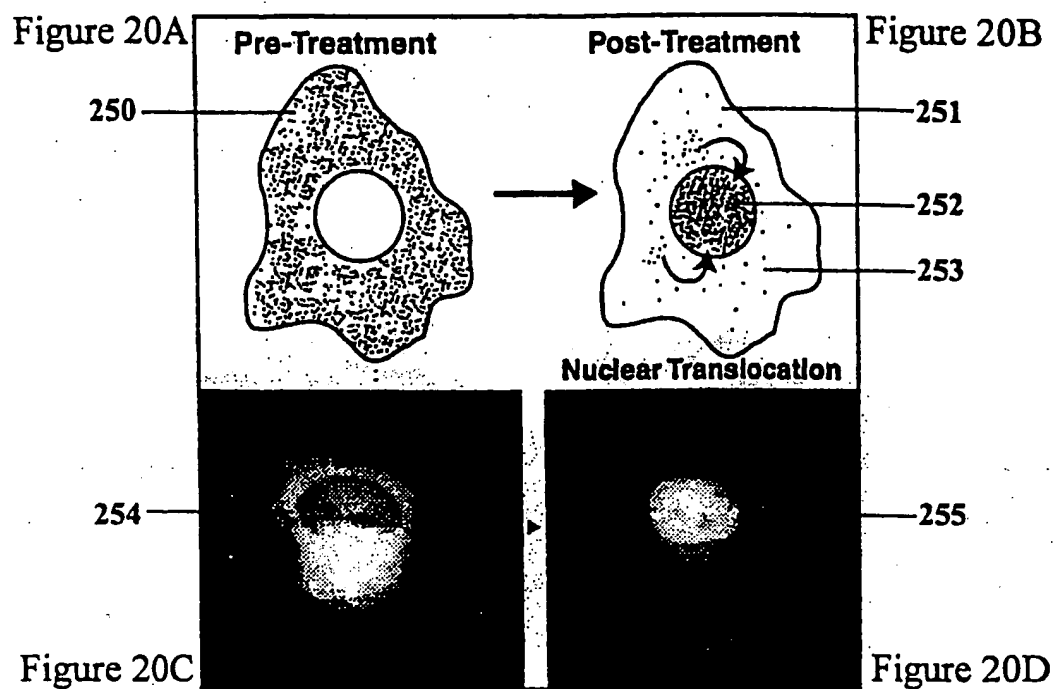 Figure 20A
Pre-Treatment
Post-Treatment
Figure 20B
250
251
252
253
Nuclear Translocation
254
255
Figure 20C
Figure 20D